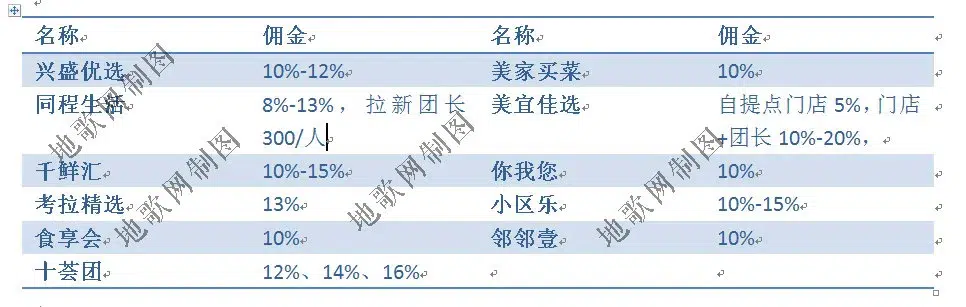 名称 佣金 名称 佣金
兴盛优选 10%-12% 美家买菜 10%
同程生活 8%-13%，拉新团长 美宜佳选 自提点门店 5%，门店
300/人 +团长 10%-20%，
千鲜汇 10%-15% 你我您 10%
考拉精选 13% 小区乐 10%-15%
食享会 10% 邻邻壹 10%
十荟团 12%、14%、16%
地歌网制图
地歌网制图
地歌网制图
地歌网制图